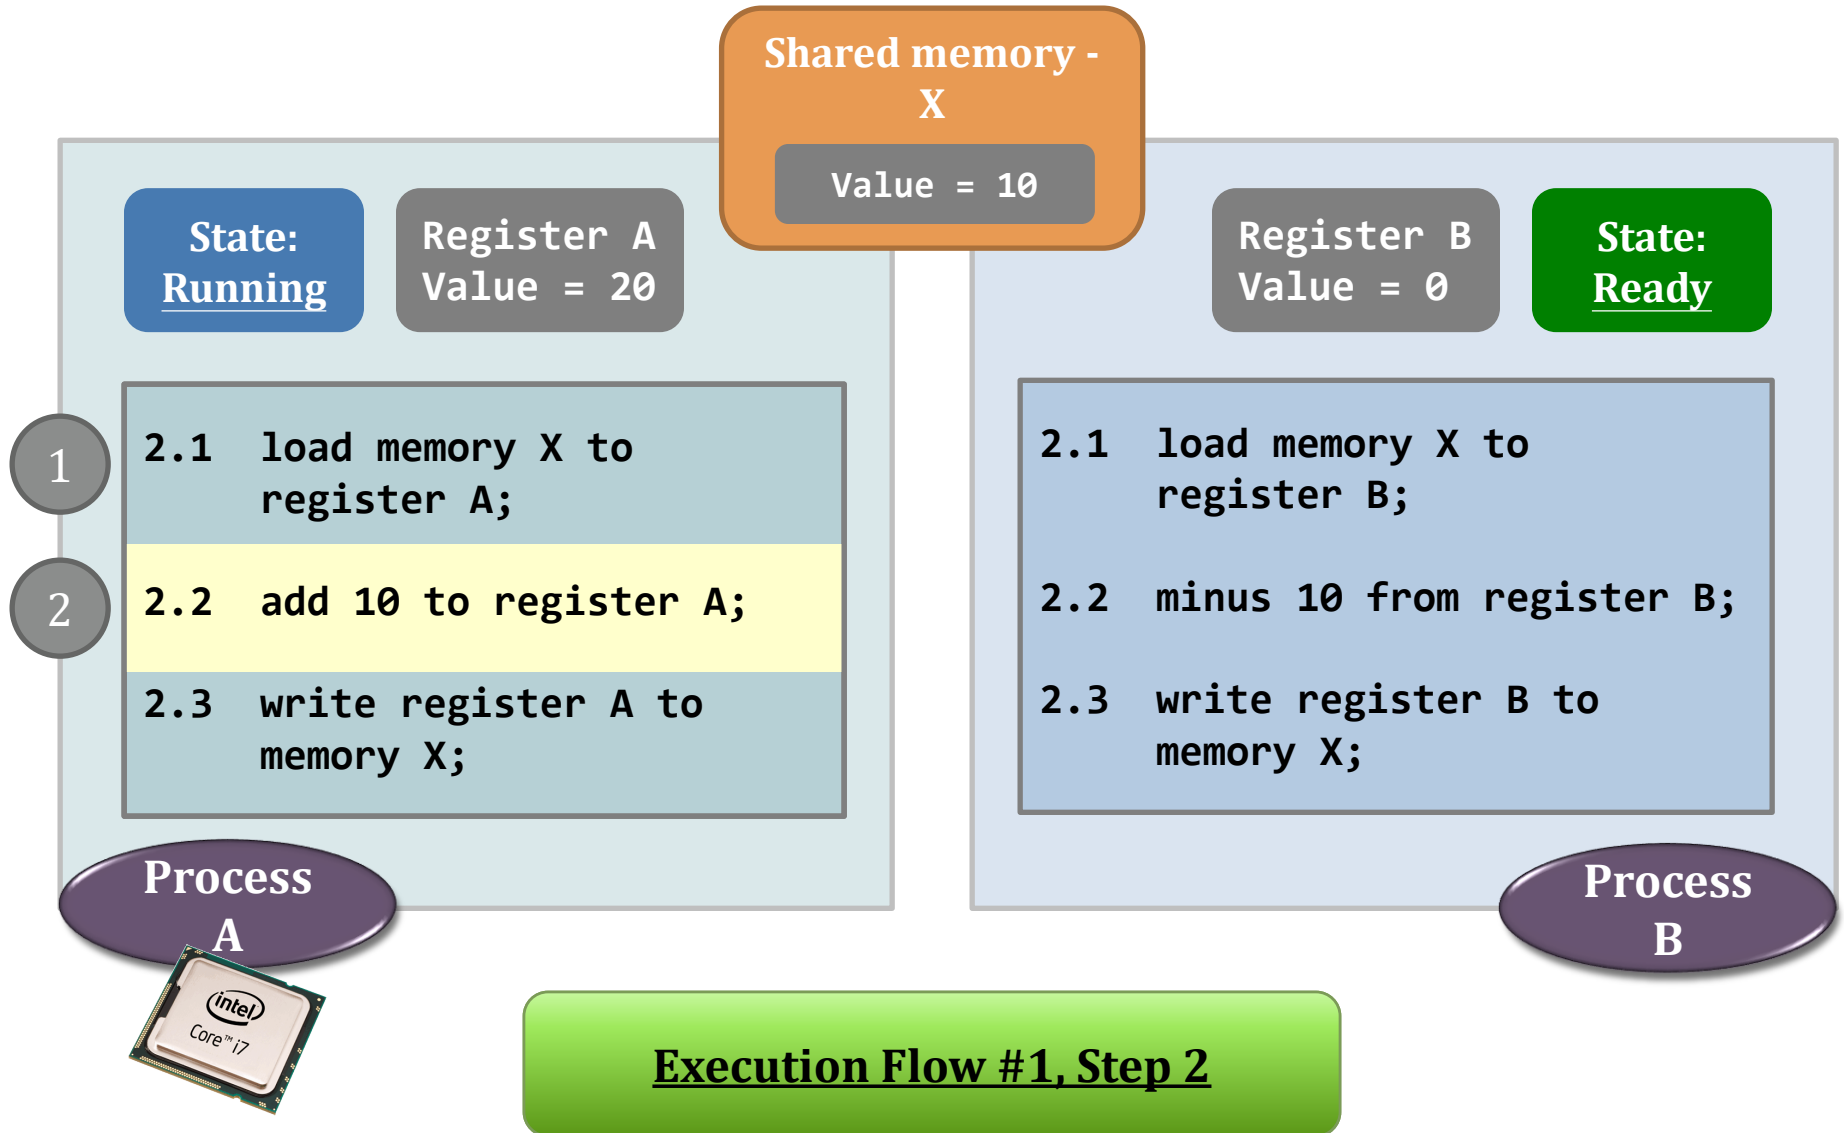 Shared memory -
X
Value = 10
State:
Running
Register A
Value = 20
Register B
Value = 0
State:
Ready
1
2.1 load memory X to
register A;
2
2.2 add 10 to register A;
2.3 write register A to
memory X;
2.1 load memory X to
register B;
2.2 minus 10 from register B;
2.3 write register B to
memory X;
Process
A
Process
B
intel
Core™ i7
Execution Flow #1, Step 2